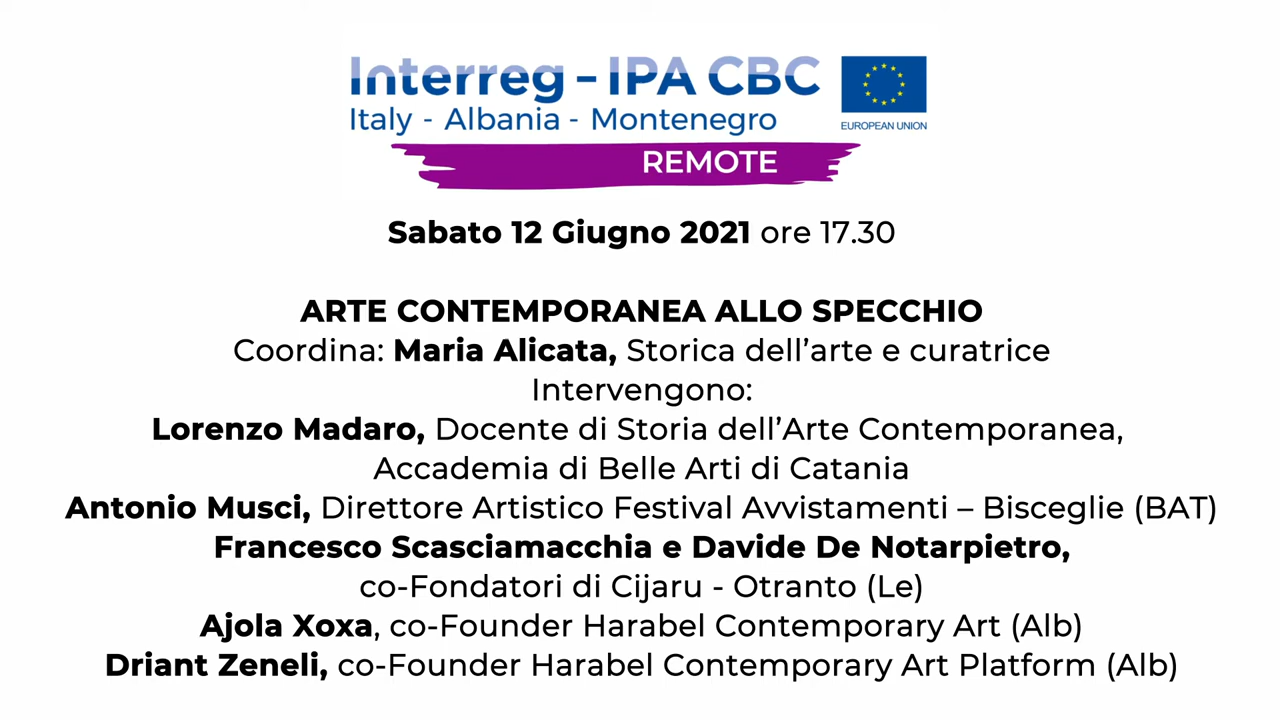 Interreg - IPA CBC
Italy - Albania - Montenegro
EUROPEAN UNION
REMOTE
Sabato 12 Giugno 2021 ore 17.30
ARTE CONTEMPORANEA ALLO SPECCHIO
Coordina: Maria Alicata, Storica dell’arte e curatrice
Intervengono:
Lorenzo Madaro, Docente di Storia dell’Arte Contemporanea,
Accademia di Belle Arti di Catania
Antonio Musci, Direttore Artistico Festival Avvistamenti – Bisceglie (BAT)
Francesco Scasciamacchia e Davide De Notarpietro,
co-Fondatori di Cijaru - Otranto (Le)
Ajola Xoxa, co-Founder Harabel Contemporary Art (Alb)
Driant Zeneli, co-Founder Harabel Contemporary Art Platform (Alb)